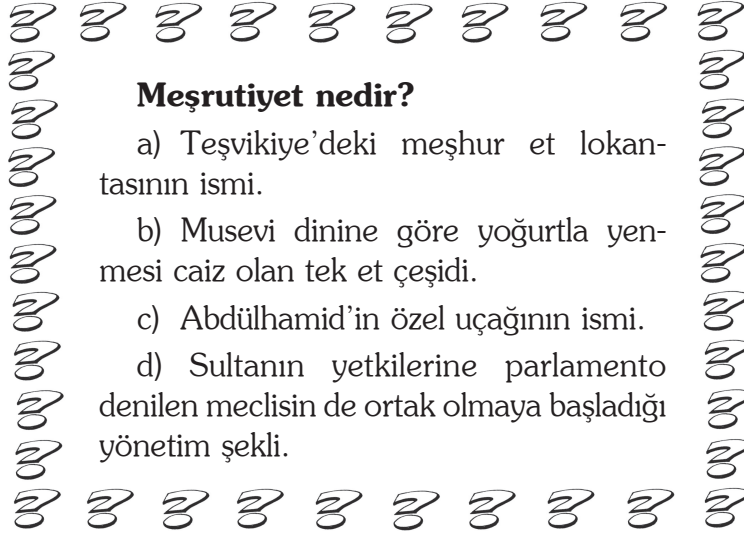 Meşrutiyet nedir?
a) Teşvikiye’deki meşhur et lokan-
tasının ismi.
b) Musevi dinine göre yoğurtla yen-
mesi caiz olan tek et çeşidi.
c) Abdülhamid’in özel uçağının ismi.
d) Sultanın yetkilerine parlamento
denilen meclisin de ortak olmaya başladığı
yönetim şekli.